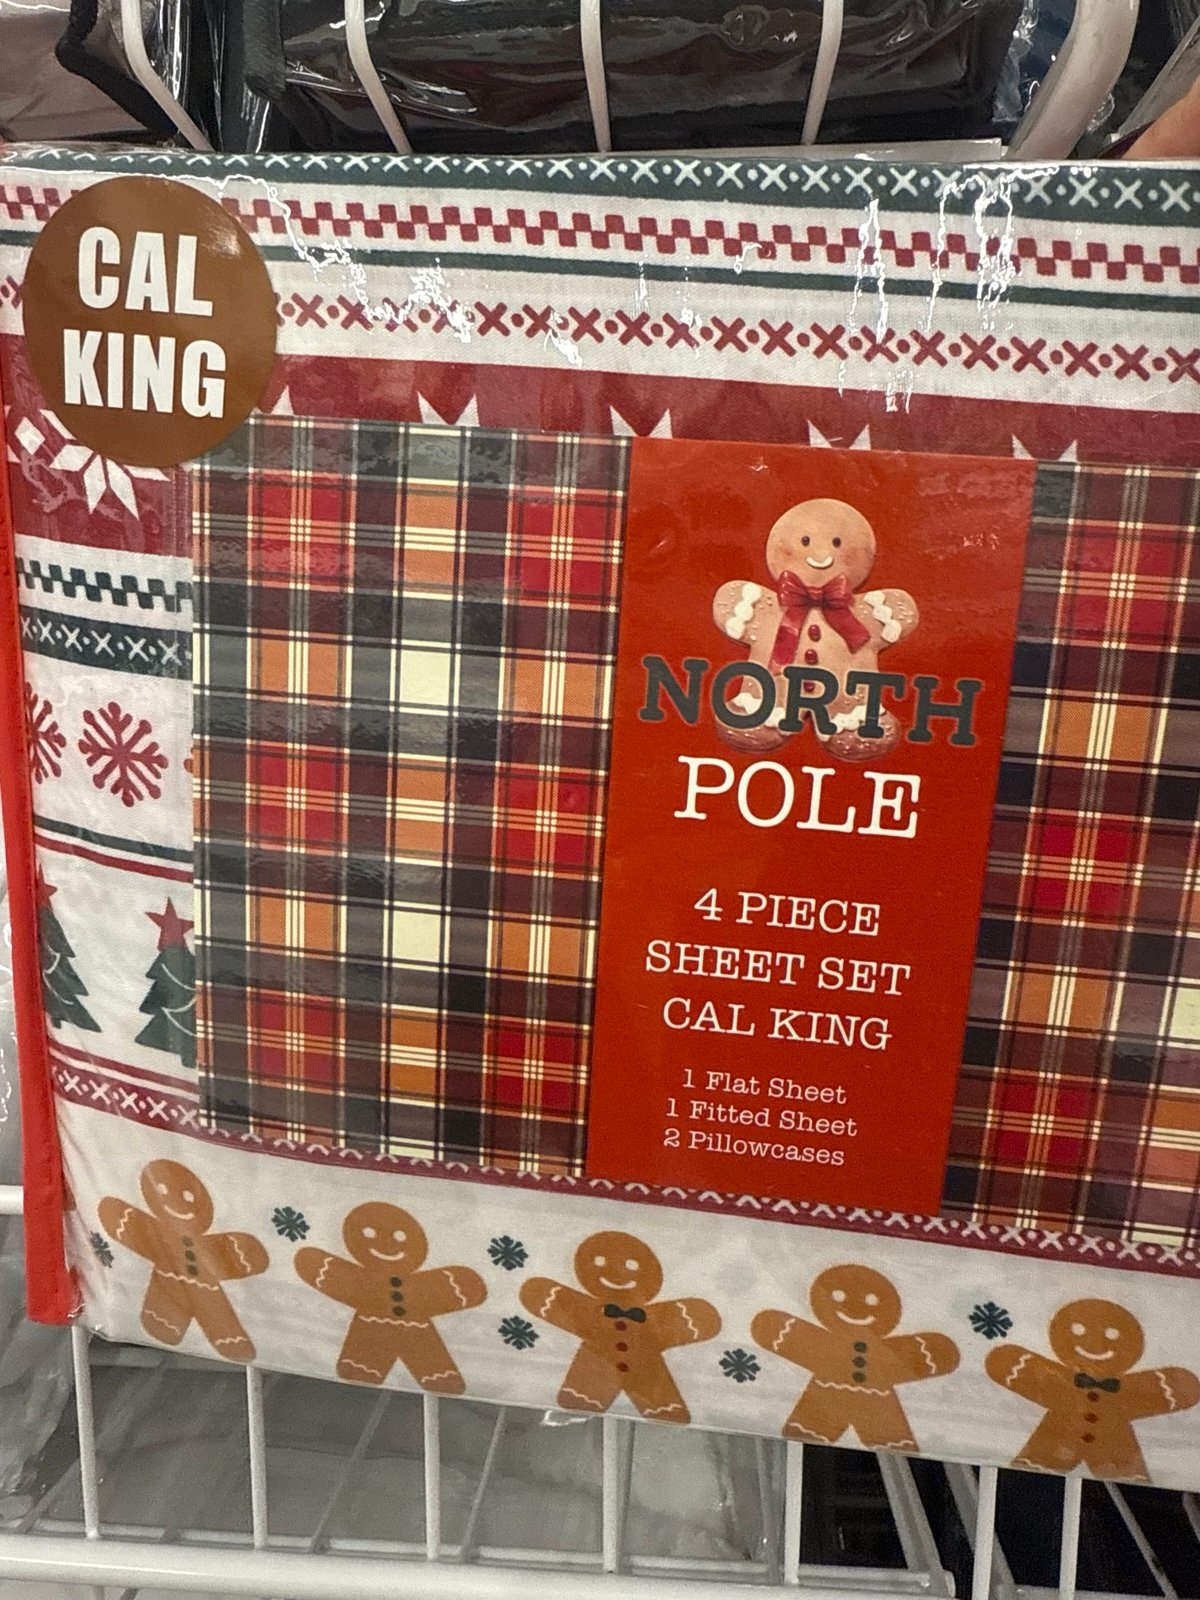 CAL
KING
NORTH
POLE
4 PIECE
SHEET SET
CAL KING
1 Flat Sheet
1 Fitted Sheet
2 Pillowcases